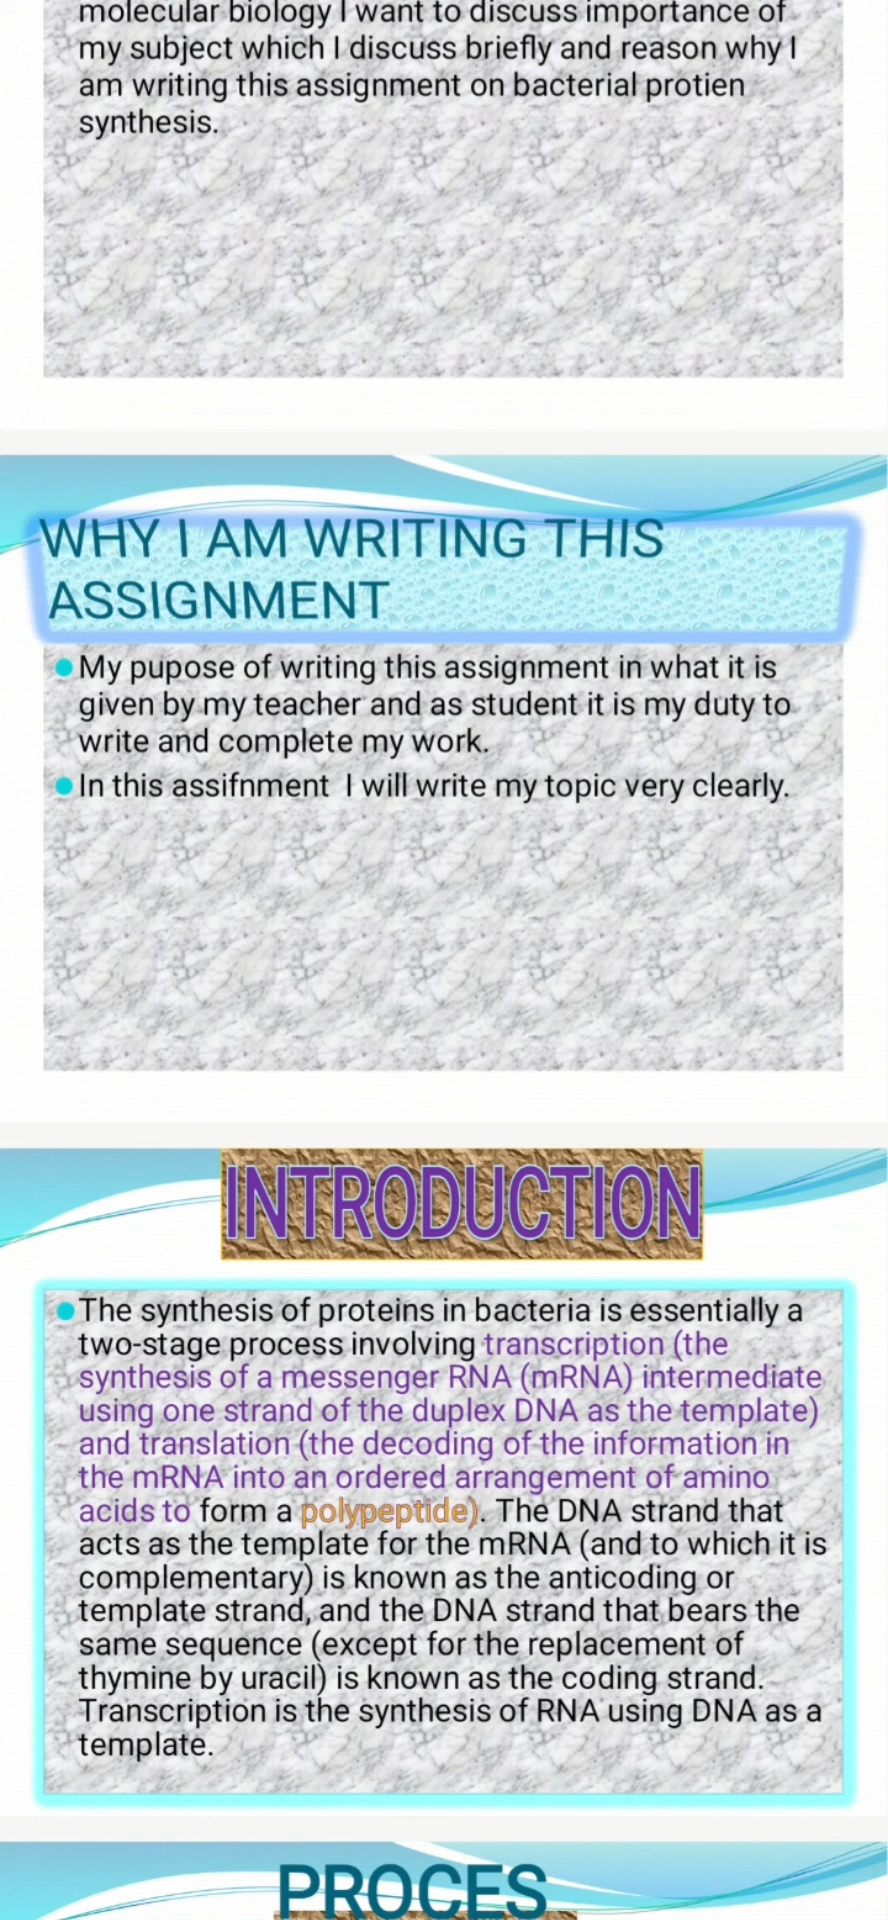 molecular biology I want to discuss importance of
my subject which I discuss briefly and reason why I
am writing this assignment on bacterial protien
synthesis.
WHY I AM WRITING THIS
ASSIGNMENT
My pupose of writing this assignment in what it is
given by my teacher and as student it is my duty to
write and complete my work.
In this assifnment I will write my topic very clearly.
INTRODUCTION
The synthesis of proteins in bacteria is essentially a
two-stage process involving transcription (the
synthesis of a messenger RNA (mRNA) intermediate
using one strand of the duplex DNA as the template)
and translation (the decoding of the information in
the mRNA into an ordered arrangement of amino
acids to form a polypeptide). The DNA strand that
acts as the template for the mRNA (and to which it is
complementary) is known as the anticoding or
template strand, and the DNA strand that bears the
same sequence (except for the replacement of
thymine by uracil) is known as the coding strand.
Transcription is the synthesis of RNA using DNA as a
template.
PROCES